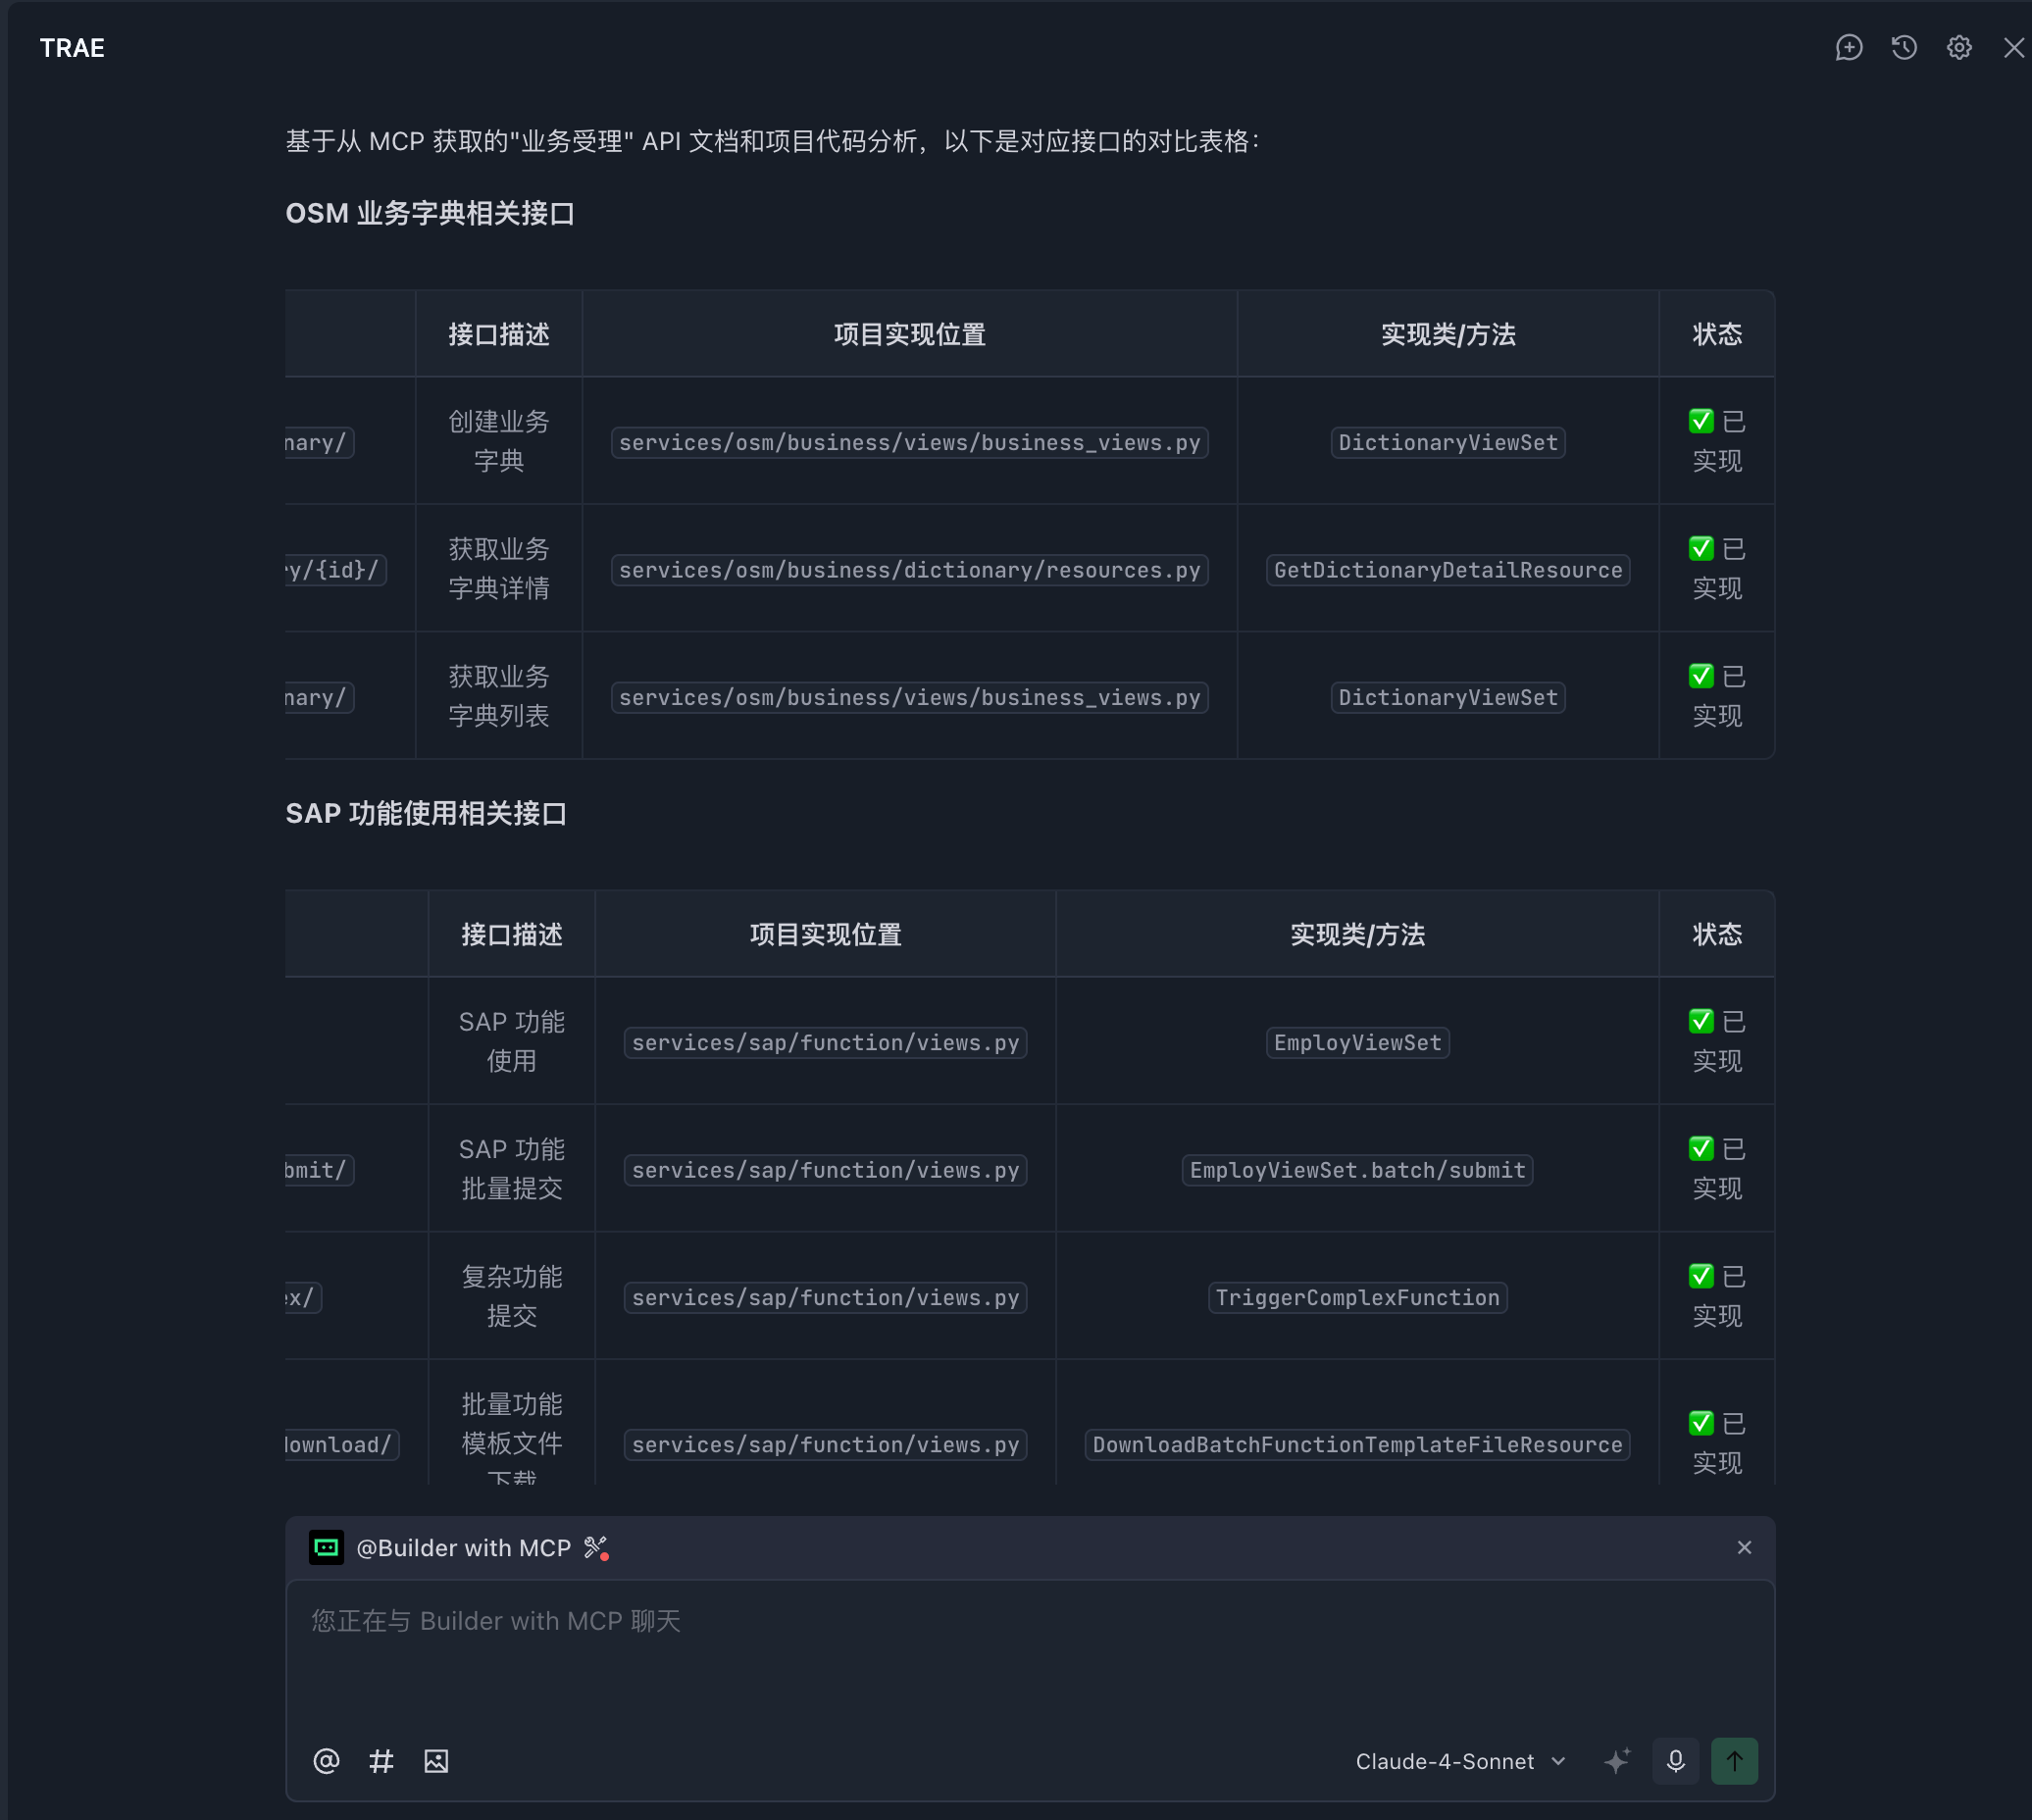 TRAE
基于从 MCP 获取的"业务受理" API 文档和项目代码分析，以下是对应接口的对比表格：
OSM 业务字典相关接口
接口描述 项目实现位置 实现类/方法 状态
nary/ 创建业务字典 services/osm/business/views/business_views.py DictionaryViewSet ✅ 已实现
y/{id}/ 获取业务字典详情 services/osm/business/dictionary/resources.py GetDictionaryDetailResource ✅ 已实现
nary/ 获取业务字典列表 services/osm/business/views/business_views.py DictionaryViewSet ✅ 已实现
SAP 功能使用相关接口
接口描述 项目实现位置 实现类/方法 状态
SAP 功能使用 services/sap/function/views.py EmployViewSet ✅ 已实现
bmit/ SAP 功能批量提交 services/sap/function/views.py EmployViewSet.batch/submit ✅ 已实现
ex/ 复杂功能提交 services/sap/function/views.py TriggerComplexFunction ✅ 已实现
download/ 批量功能模板文件下载 services/sap/function/views.py DownloadBatchFunctionTemplateFileResource ✅ 已实现
@Builder with MCP
您正在与 Builder with MCP 聊天
Claude-4-Sonnet